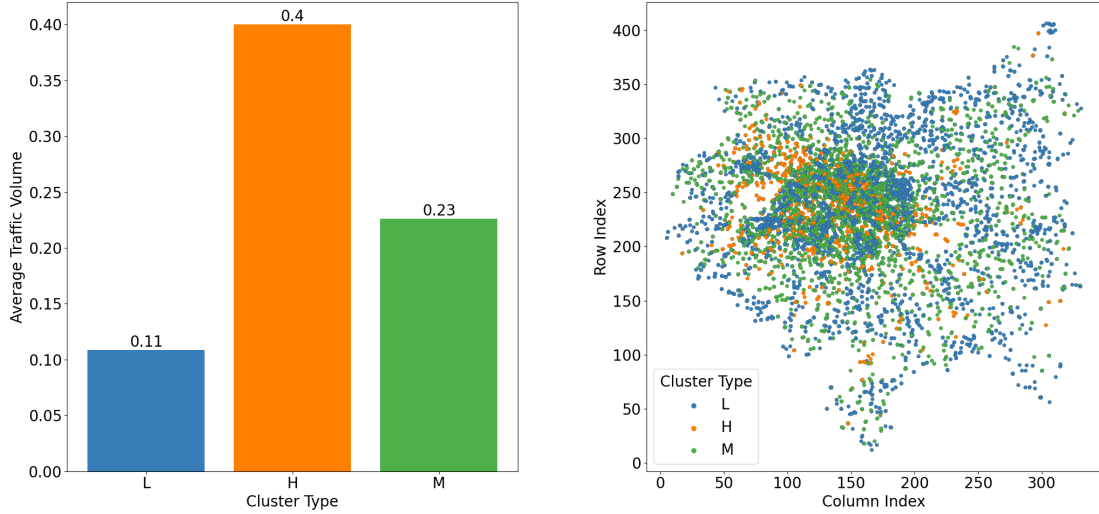 0.40
0.35
0.30
0.25
0.20
0.15
0.10
0.05
0.00
Average Traffic Volume
0.11
0.4
0.23
L
H
M
Cluster Type
400
350
300
250
200
150
100
50
0
Row Index
Cluster Type
L
H
M
0 50 100 150 200 250 300
Column Index